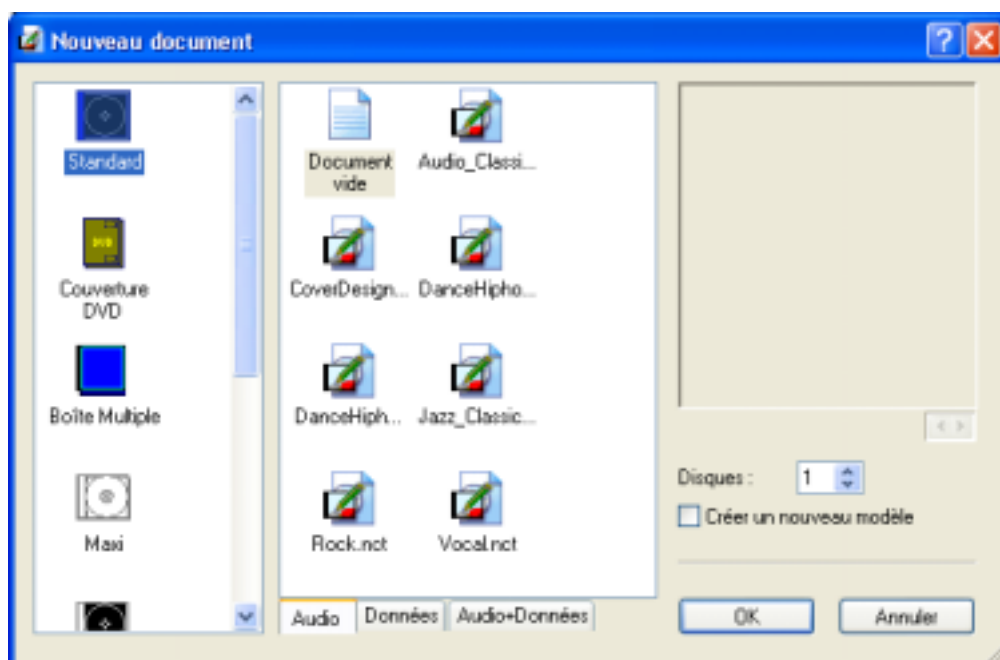 Nouveau document
Standard
Couverture
DVD
DVD
Boîte Multiple
Maxi
Document
vide
Audio_Classi...
CoverDesign...
DanceHipho...
DanceHiph...
Jazz_Classic...
Rock.nct
Vocal.nct
Audio
Données
Audio+Données
Disques :
1
Créer un nouveau modèle
OK
Annuler